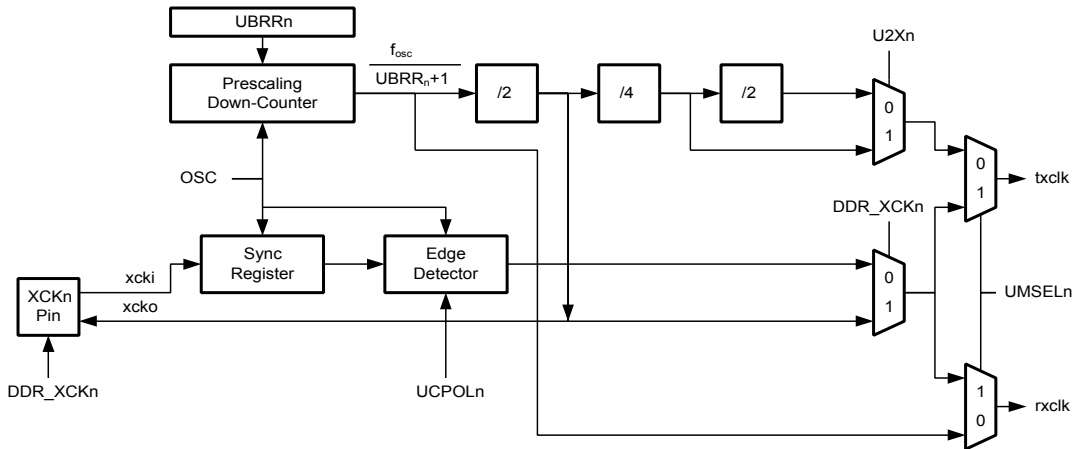 UBRRn
U2Xn
fosc
UBRRn+1
Prescaling
Down-Counter
/2
/4
/2
0
1
OSC
0
1
txclk
DDR_XCKn
Sync
Register
Edge
Detector
xcki
XCKn
Pin
xcko
0
1
UMSELn
DDR_XCKn
UCPOLn
1
0
rxclk